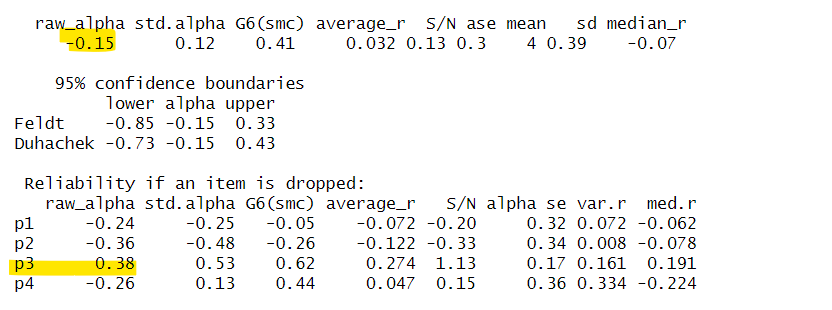 raw_alpha std.alpha G6(smc) average_r S/N ase mean sd median_r
-0.15 0.12 0.41 0.032 0.13 0.3 4 0.39 -0.07
95% confidence boundaries
lower alpha upper
Feldt -0.85 -0.15 0.33
Duhachek -0.73 -0.15 0.43
Reliability if an item is dropped:
raw_alpha std.alpha G6(smc) average_r S/N alpha se var.r med.r
p1 -0.24 -0.25 -0.05 -0.072 -0.20 0.32 0.072 -0.062
p2 -0.36 -0.48 -0.26 -0.122 -0.33 0.34 0.008 -0.078
p3 0.38 0.53 0.62 0.274 1.13 0.17 0.161 0.191
p4 -0.26 0.13 0.44 0.047 0.15 0.36 0.334 -0.224